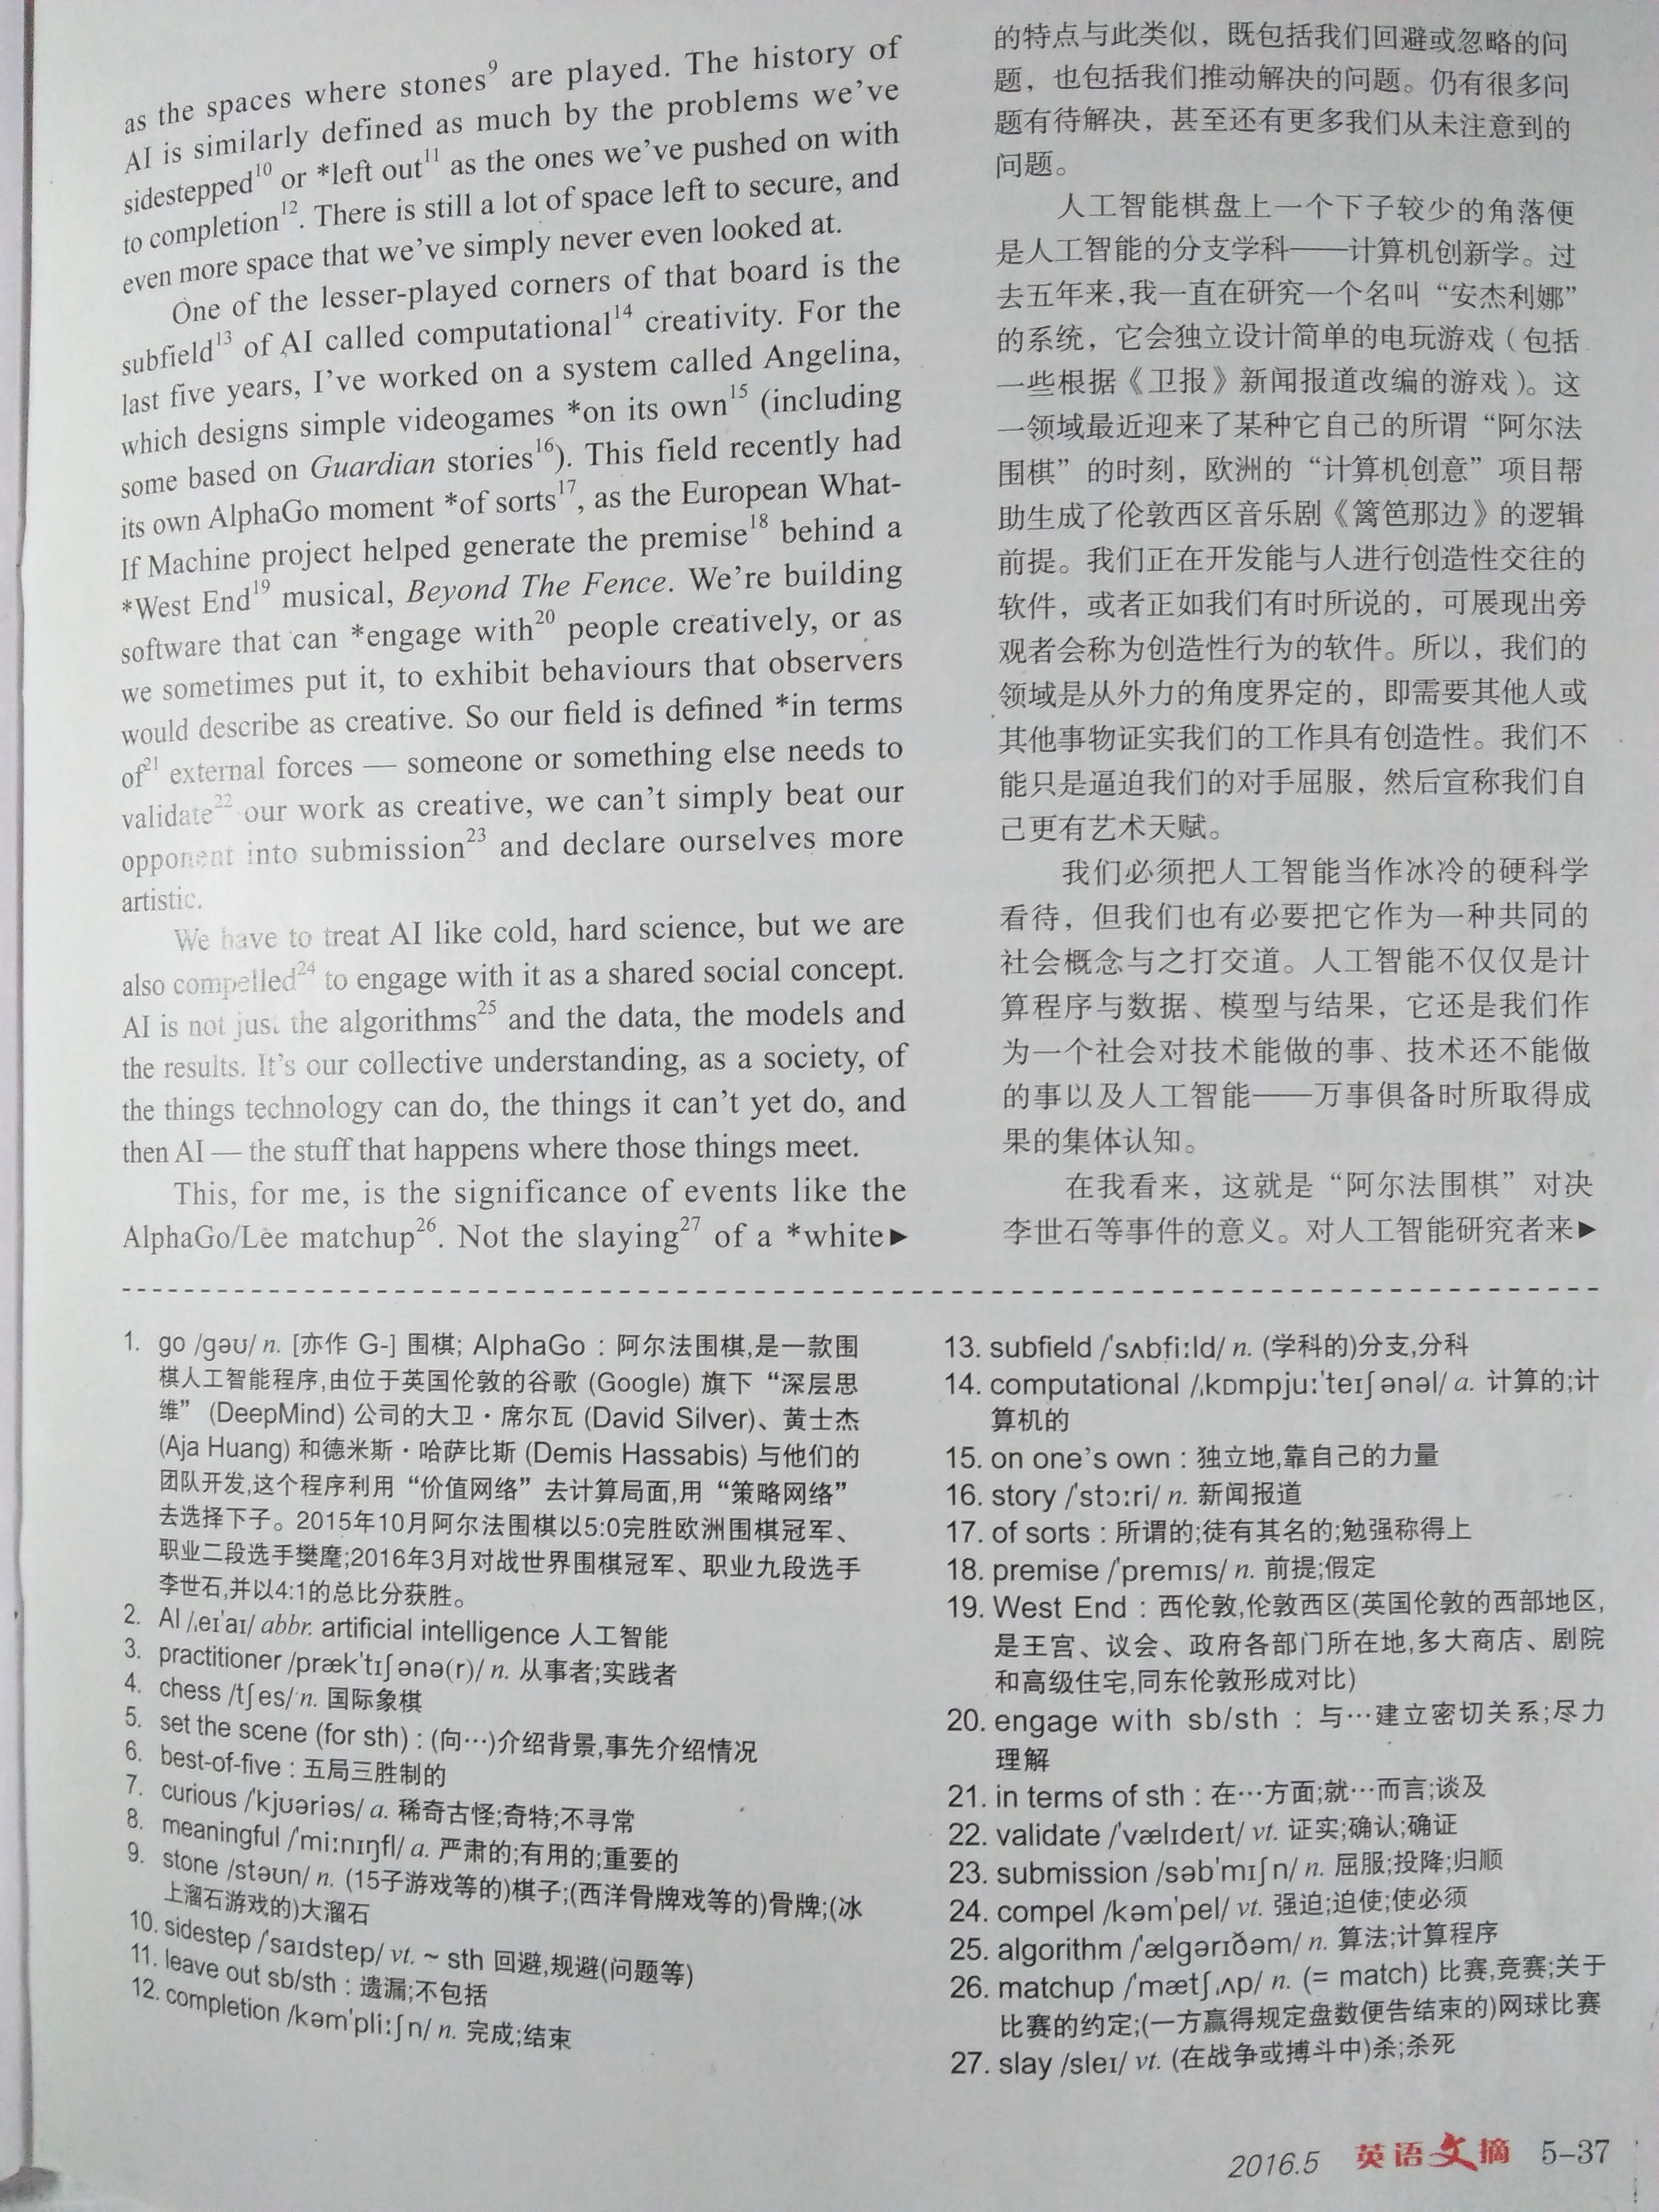 as the spaces where stones⁹ are played. The history of
AI is similarly defined as much by the problems we've
sidestepped¹⁰ or *left out¹¹ as the ones we've pushed on with
to completion¹². There is still a lot of space left to secure, and
even more space that we've simply never even looked at.
One of the lesser-played corners of that board is the
subfield¹³ of AI called computational¹⁴ creativity. For the
last five years, I've worked on a system called Angelina,
which designs simple videogames *on its own¹⁵ (including
some based on Guardian stories¹⁶). This field recently had
its own AlphaGo moment *of sorts¹⁷, as the European What-
If Machine project helped generate the premise¹⁸ behind a
*West End¹⁹ musical, Beyond The Fence. We're building
software that can *engage with²⁰ people creatively, or as
we sometimes put it, to exhibit behaviours that observers
would describe as creative. So our field is defined *in terms
of²¹ external forces — someone or something else needs to
validate²² our work as creative, we can't simply beat our
opponent into submission²³ and declare ourselves more
artistic.
We have to treat AI like cold, hard science, but we are
also compelled²⁴ to engage with it as a shared social concept.
AI is not just the algorithms²⁵ and the data, the models and
the results. It's our collective understanding, as a society, of
the things technology can do, the things it can't yet do, and
then AI — the stuff that happens where those things meet.
This, for me, is the significance of events like the
AlphaGo/Lee matchup²⁶. Not the slaying²⁷ of a *white▶
的特点与此类似，既包括我们回避或忽略的问
题，也包括我们推动解决的问题。仍有很多问
题有待解决，甚至还有更多我们从未注意到的
问题。
人工智能棋盘上一个下子较少的角落便
是人工智能的分支学科——计算机创新学。过
去五年来,我一直在研究一个名叫“安杰利娜”
的系统，它会独立设计简单的电玩游戏（包括
一些根据《卫报》新闻报道改编的游戏）。这
一领域最近迎来了某种它自己的所谓“阿尔法
围棋”的时刻，欧洲的“计算机创意”项目帮
助生成了伦敦西区音乐剧《篱笆那边》的逻辑
前提。我们正在开发能与人进行创造性交往的
软件，或者正如我们有时所说的，可展现出旁
观者会称为创造性行为的软件。所以，我们的
领域是从外力的角度界定的，即需要其他人或
其他事物证实我们的工作具有创造性。我们不
能只是逼迫我们的对手屈服，然后宣称我们自
己更有艺术天赋。
我们必须把人工智能当作冰冷的硬科学
看待，但我们也有必要把它作为一种共同的
社会概念与之打交道。人工智能不仅仅是计
算程序与数据、模型与结果，它还是我们作
为一个社会对技术能做的事、技术还不能做
的事以及人工智能——万事俱备时所取得成
果的集体认知。
在我看来，这就是“阿尔法围棋”对决
李世石等事件的意义。对人工智能研究者来▶
1. go /ɡəʊ/ n. [亦作 G-] 围棋; AlphaGo : 阿尔法围棋,是一款围
棋人工智能程序,由位于英国伦敦的谷歌 (Google) 旗下“深层思
维” (DeepMind) 公司的大卫·席尔瓦 (David Silver)、黄士杰
(Aja Huang) 和德米斯·哈萨比斯 (Demis Hassabis) 与他们的
团队开发,这个程序利用“价值网络”去计算局面,用“策略网络”
去选择下子。2015年10月阿尔法围棋以5:0完胜欧洲围棋冠军、
职业二段选手樊麾;2016年3月对战世界围棋冠军、职业九段选手
李世石,并以4:1的总比分获胜。
2. AI /ˌeɪˈaɪ/ abbr. artificial intelligence 人工智能
3. practitioner /prækˈtɪʃənə(r)/ n. 从事者;实践者
4. chess /tʃes/ n. 国际象棋
5. set the scene (for sth) : (向…)介绍背景,事先介绍情况
6. best-of-five : 五局三胜制的
7. curious /ˈkjʊəriəs/ a. 稀奇古怪;奇特;不寻常
8. meaningful /ˈmiːnɪŋfl/ a. 严肃的;有用的;重要的
9. stone /stəʊn/ n. (15子游戏等的)棋子;(西洋骨牌戏等的)骨牌;(冰
上溜石游戏的)大溜石
10. sidestep /ˈsaɪdstep/ vt. ~ sth 回避,规避(问题等)
11. leave out sb/sth : 遗漏;不包括
12. completion /kəmˈpliːʃn/ n. 完成;结束
13. subfield /ˈsʌbfiːld/ n. (学科的)分支,分科
14. computational /ˌkɒmpjuːˈteɪʃənəl/ a. 计算的;计
算机的
15. on one's own : 独立地,靠自己的力量
16. story /ˈstɔːri/ n. 新闻报道
17. of sorts : 所谓的;徒有其名的;勉强称得上
18. premise /ˈpremɪs/ n. 前提;假定
19. West End : 西伦敦,伦敦西区(英国伦敦的西部地区,
是王宫、议会、政府各部门所在地,多大商店、剧院
和高级住宅,同东伦敦形成对比)
20. engage with sb/sth : 与…建立密切关系;尽力
理解
21. in terms of sth : 在…方面;就…而言;谈及
22. validate /ˈvælɪdeɪt/ vt. 证实;确认;确证
23. submission /səbˈmɪʃn/ n. 屈服;投降;归顺
24. compel /kəmˈpel/ vt. 强迫;迫使;使必须
25. algorithm /ˈælɡərɪðəm/ n. 算法;计算程序
26. matchup /ˈmætʃˌʌp/ n. (= match) 比赛,竞赛;关于
比赛的约定;(一方赢得规定盘数便告结束的)网球比赛
27. slay /sleɪ/ vt. (在战争或搏斗中)杀;杀死
2016.5 英语文摘 5–37